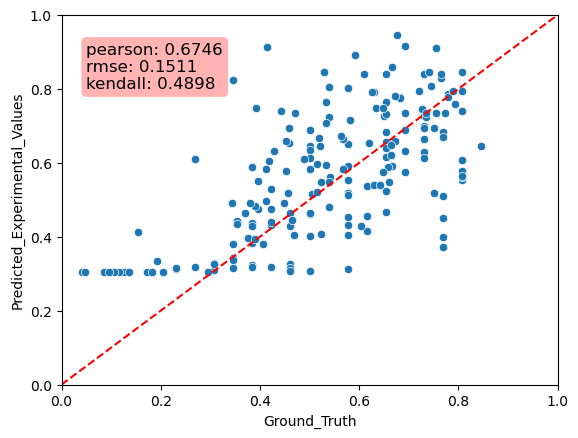 pearson: 0.6746
rmse: 0.1511
kendall: 0.4898
Predicted_Experimental_Values
1.0
0.8
0.6
0.4
0.2
0.0
0.0 0.2 0.4 0.6 0.8 1.0
Ground_Truth